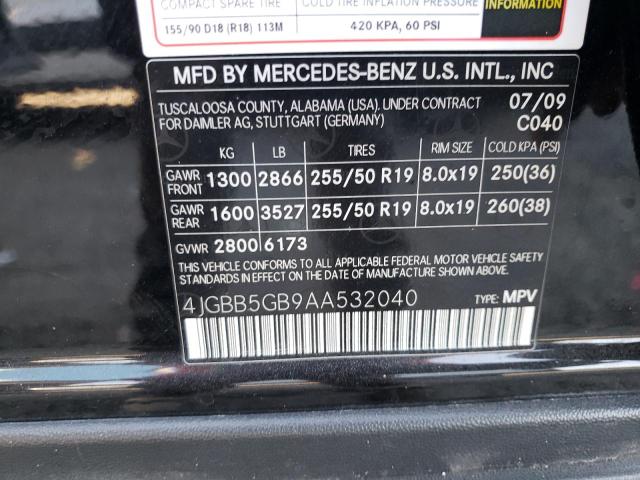 COMPACT SPARE TIRE COLD TIRE INFLATION PRESSURE
INFORMATION
155/90 D18 (R18) 113M 420 KPA, 60 PSI
MFD BY MERCEDES-BENZ U.S. INTL., INC
TUSCALOOSA COUNTY, ALABAMA (USA), UNDER CONTRACT 07/09
FOR DAIMLER AG, STUTTGART (GERMANY) C040
KG LB TIRES RIM SIZE COLD KPA (PSI)
GAWR FRONT 1300 2866 255/50 R19 8.0x19 250(36)
GAWR REAR 1600 3527 255/50 R19 8.0x19 260(38)
GVWR 2800 6173
THIS VEHICLE CONFORMS TO ALL APPLICABLE FEDERAL MOTOR VEHICLE SAFETY
STANDARDS IN EFFECT ON THE DATE OF MANUFACTURE SHOWN ABOVE.
4JGBB5GB9AA532040 TYPE: MPV